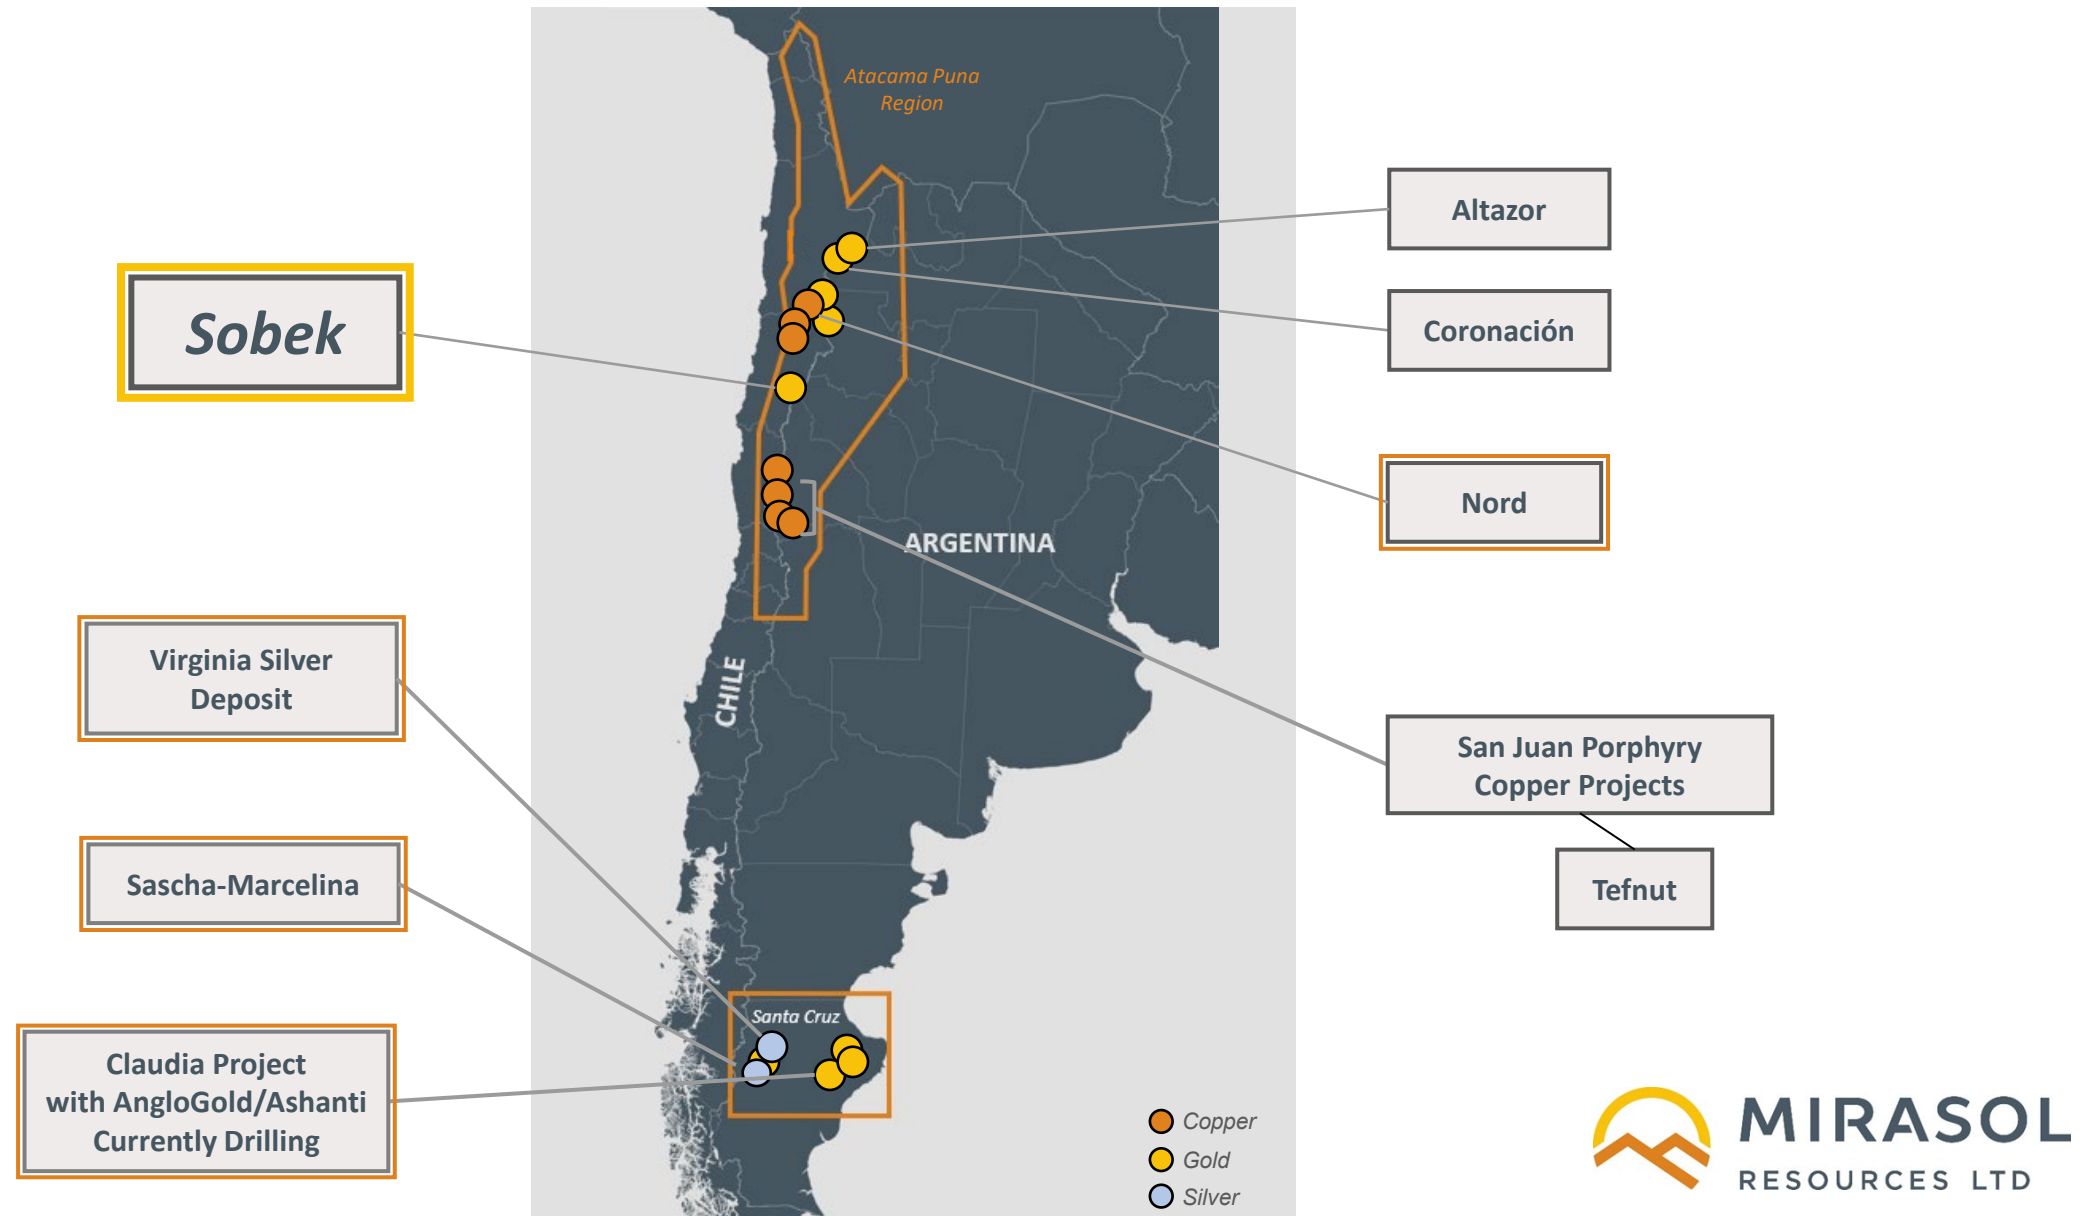 Atacama Puna
Region
Altazor
Coronación
Sobek
Nord
ARGENTINA
CHILE
Virginia Silver
Deposit
San Juan Porphyry
Copper Projects
Tefnut
Sascha-Marcelina
Santa Cruz
Claudia Project
with AngloGold/Ashanti
Currently Drilling
Copper
Gold
Silver
MIRASOL
RESOURCES LTD